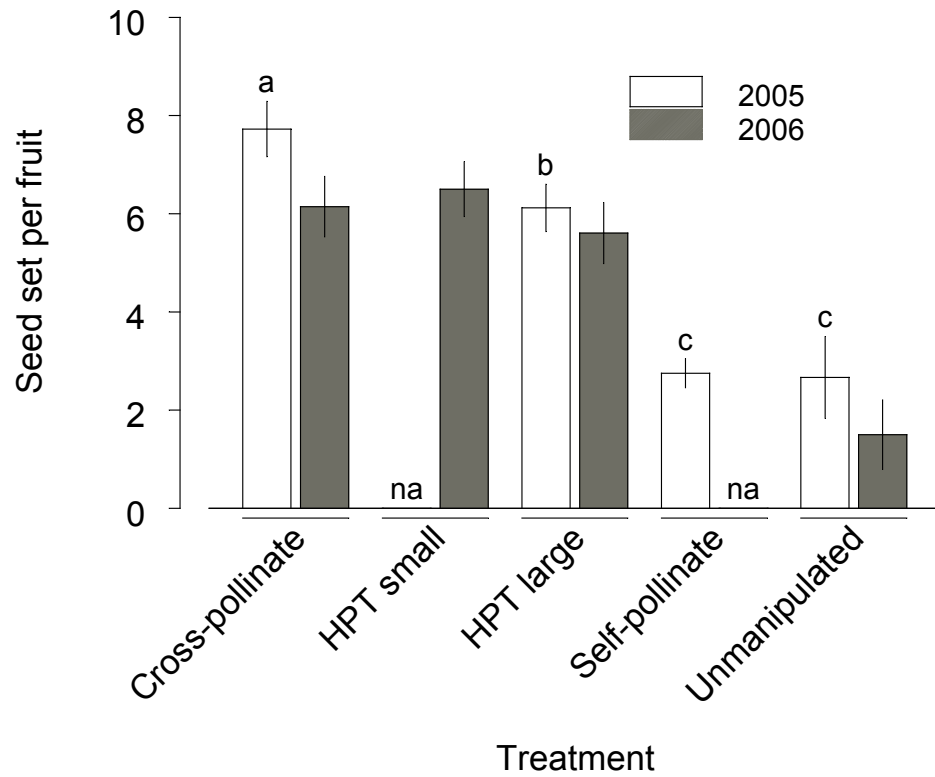 Seed set per fruit
10
8
6
4
2
0
a
b
c
c
na
na
2005
2006
Cross-pollinate
HPT small
HPT large
Self-pollinate
Unmanipulated
Treatment